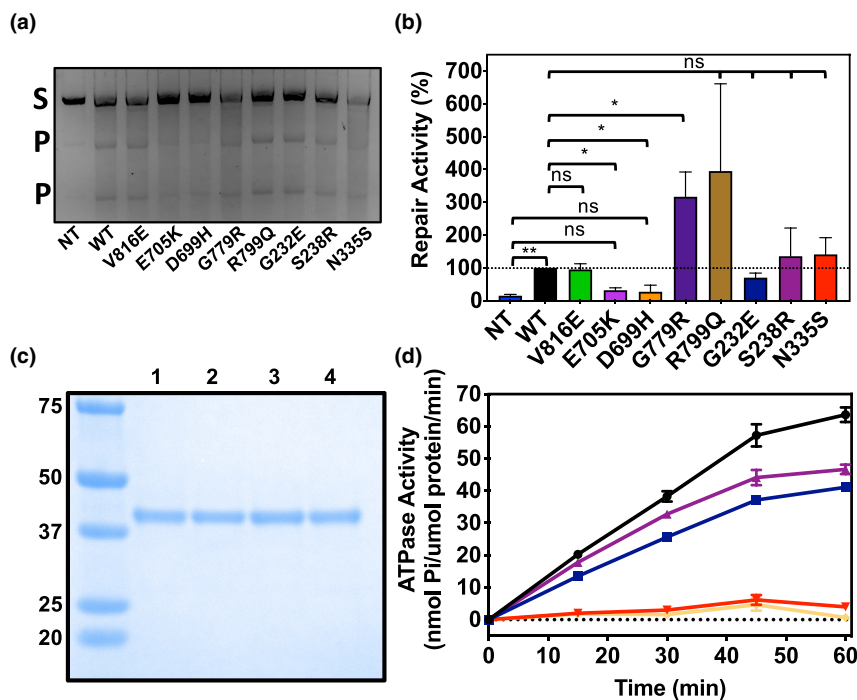 (a)
S
P
P
NT WT V816E E705K D699H G779R R799Q G232E S238R N335S
(b)
Repair Activity (%)
700
600
500
400
300
200
100
0
ns
*
*
*
ns
ns
ns
**
NT WT V816E E705K D699H G779R R799Q G232E S238R N335S
(c)
1 2 3 4
75
50
37
25
20
(d)
ATPase Activity
(nmol Pi/umol protein/min)
70
60
50
40
30
20
10
0
0 10 20 30 40 50 60
Time (min)